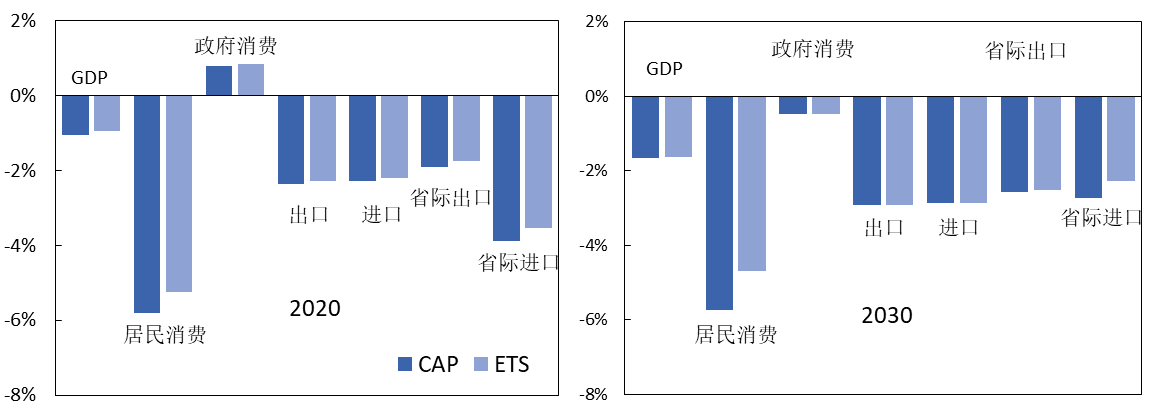 2%
0%
-2%
-4%
-6%
-8%
GDP
政府消费
出口
进口
省际出口
省际进口
居民消费
2020
CAP
ETS
2%
0%
-2%
-4%
-6%
-8%
政府消费
省际出口
GDP
出口
进口
省际进口
居民消费
2030